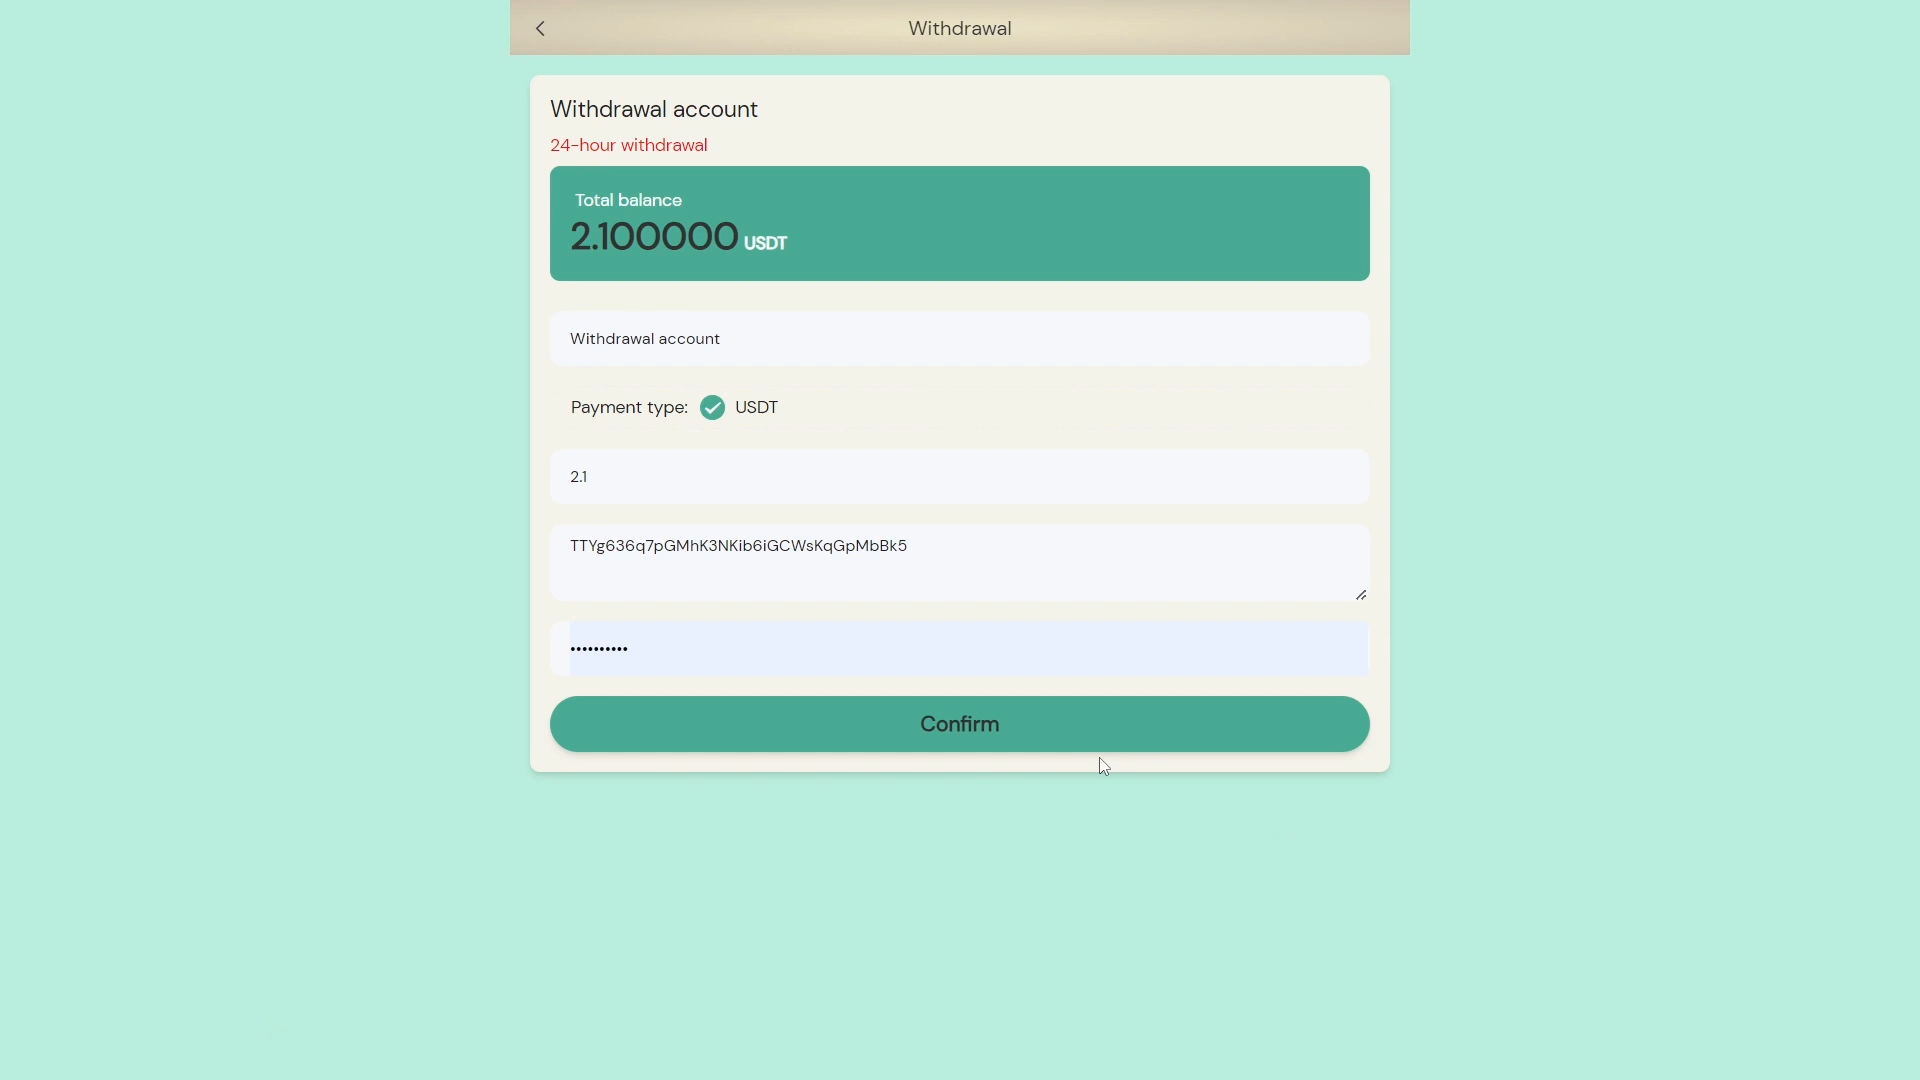 Withdrawal
Withdrawal account
24-hour withdrawal
Total balance
2.100000 USDT
Withdrawal account
Payment type: USDT
2.1
TTYg636q7pGMhK3NKib6iGCWsKqGpMbBk5
••••••••••
Confirm